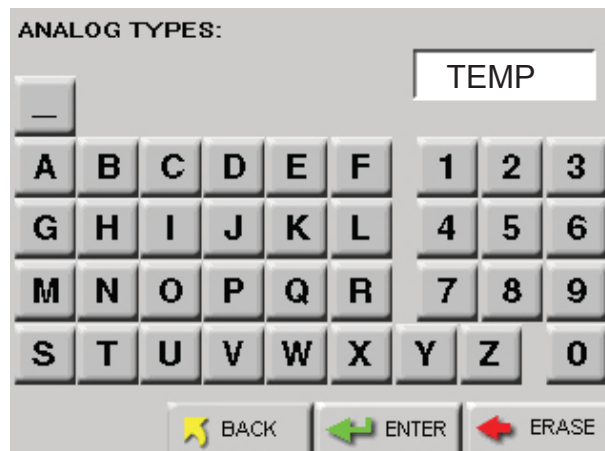 ANALOG TYPES:
TEMP
_
A B C D E F 1 2 3
G H I J K L 4 5 6
M N O P Q R 7 8 9
S T U V W X Y Z 0
BACK ENTER ERASE